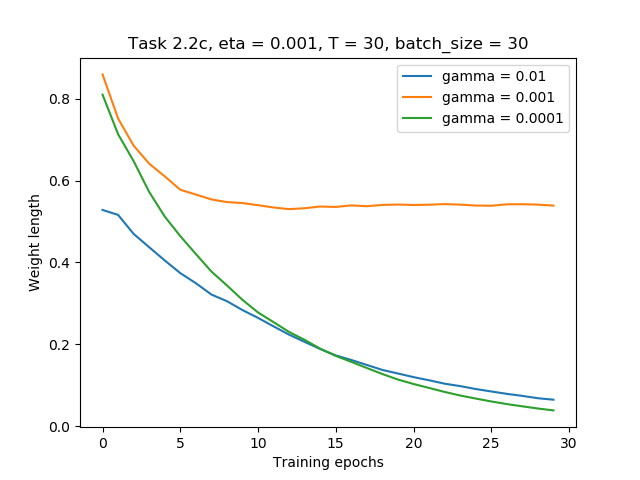 Task 2.2c, eta = 0.001, T = 30, batch_size = 30
gamma = 0.01
gamma = 0.001
gamma = 0.0001
Weight length
0.8
0.6
0.4
0.2
0.0
0 5 10 15 20 25 30
Training epochs